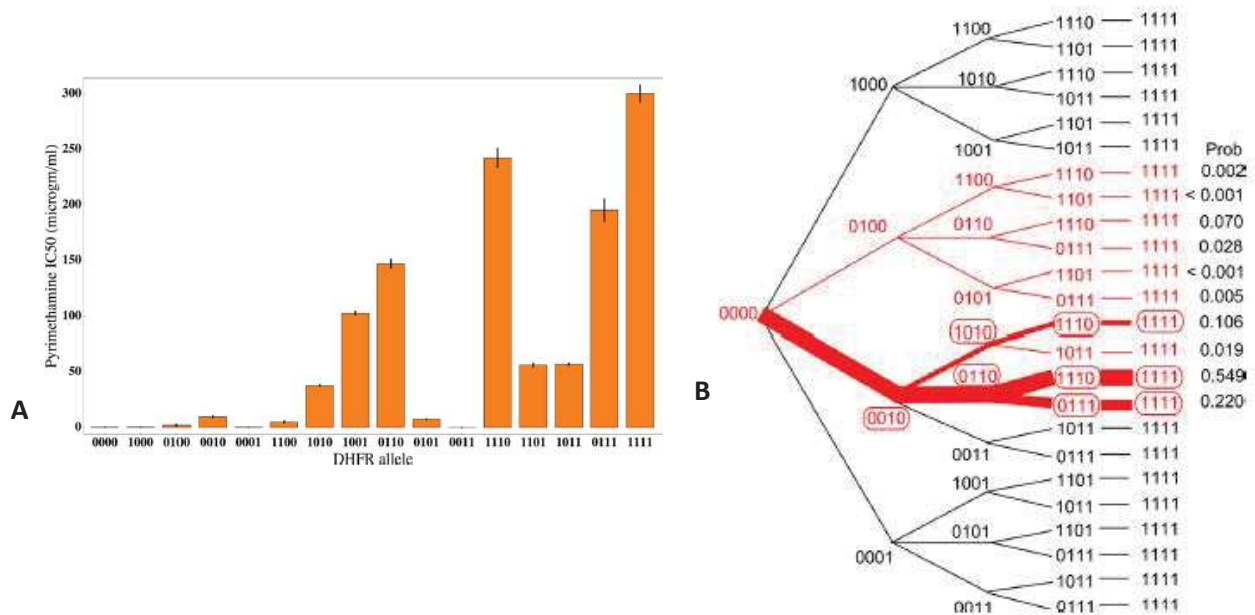 A
Pyrimethamine IC50 (microgm/ml)
300
250
200
150
100
50
0
0000 1000 0100 0010 0001 1100 1010 1001 0110 0101 0011 1110 1101 1011 0111 1111
DHFR allele
B
0000
1000
1100
1110 1111
1101 1111
1010
1110 1111
1011 1111
1001
1101 1111
1011 1111
Prob
0100
1100
1110 1111 0.002
1101 1111 < 0.001
0110
1110 1111 0.070
0111 1111 0.028
0101
1101 1111 < 0.001
0111 1111 0.005
0010
1010
1110 1111 0.106
1011 1111 0.019
0110
1110 1111 0.549
0111 1111 0.220
0011
1011 1111
0111 1111
0001
1001
1101 1111
1011 1111
0101
1101 1111
0111 1111
0011
1011 1111
0111 1111